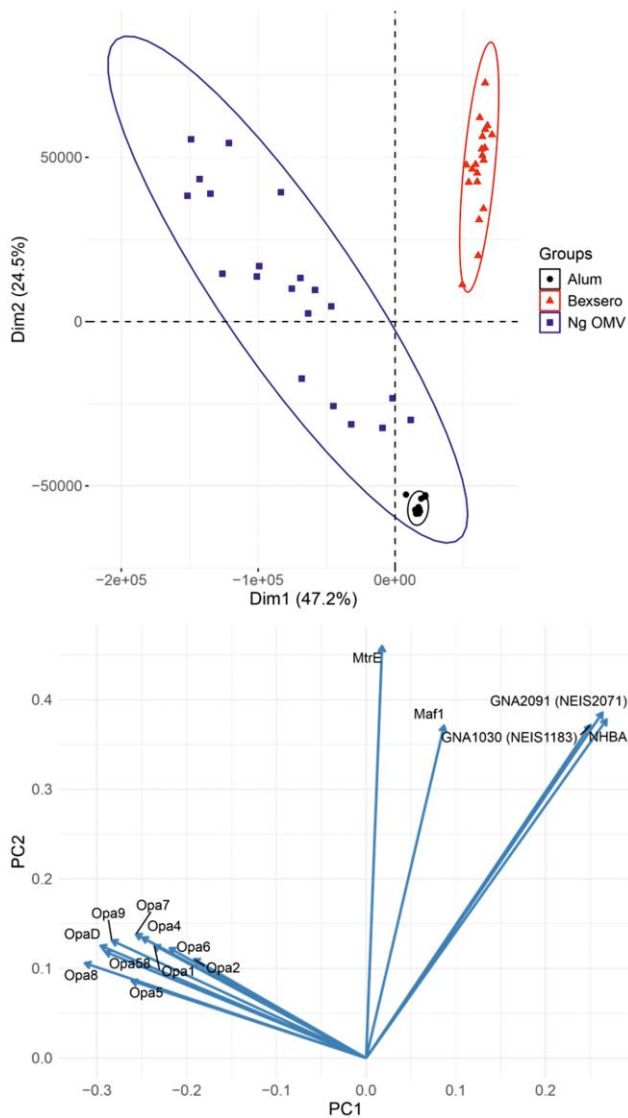 50000
0
−50000
Dim2 (24.5%)
−2e+05
−1e+05
0e+00
Dim1 (47.2%)
Groups
Alum
Bexsero
Ng OMV
MtrE
Maf1
GNA2091 (NEIS2071)
GNA1030 (NEIS1183)
NHBA
Opa7
Opa9
Opa4
OpaD
Opa6
Opa58
Opa1
Opa2
Opa8
Opa5
0.4
0.3
0.2
0.1
0.0
PC2
−0.3
−0.2
−0.1
0.0
0.1
0.2
PC1